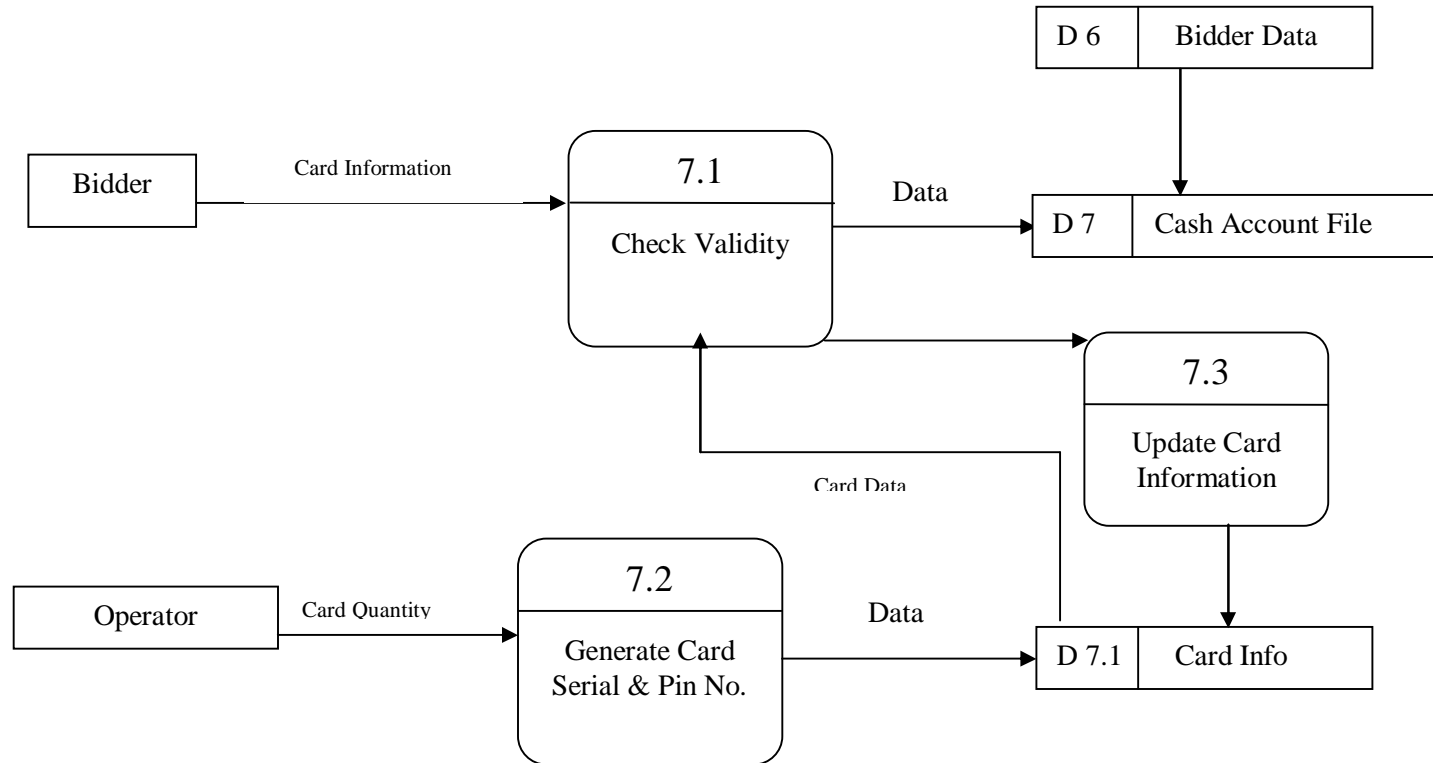 D 6
Bidder Data
Bidder
Card Information
7.1
Check Validity
Data
D 7
Cash Account File
7.3
Update Card
Information
Card Data
Operator
Card Quantity
7.2
Generate Card
Serial & Pin No.
Data
D 7.1
Card Info